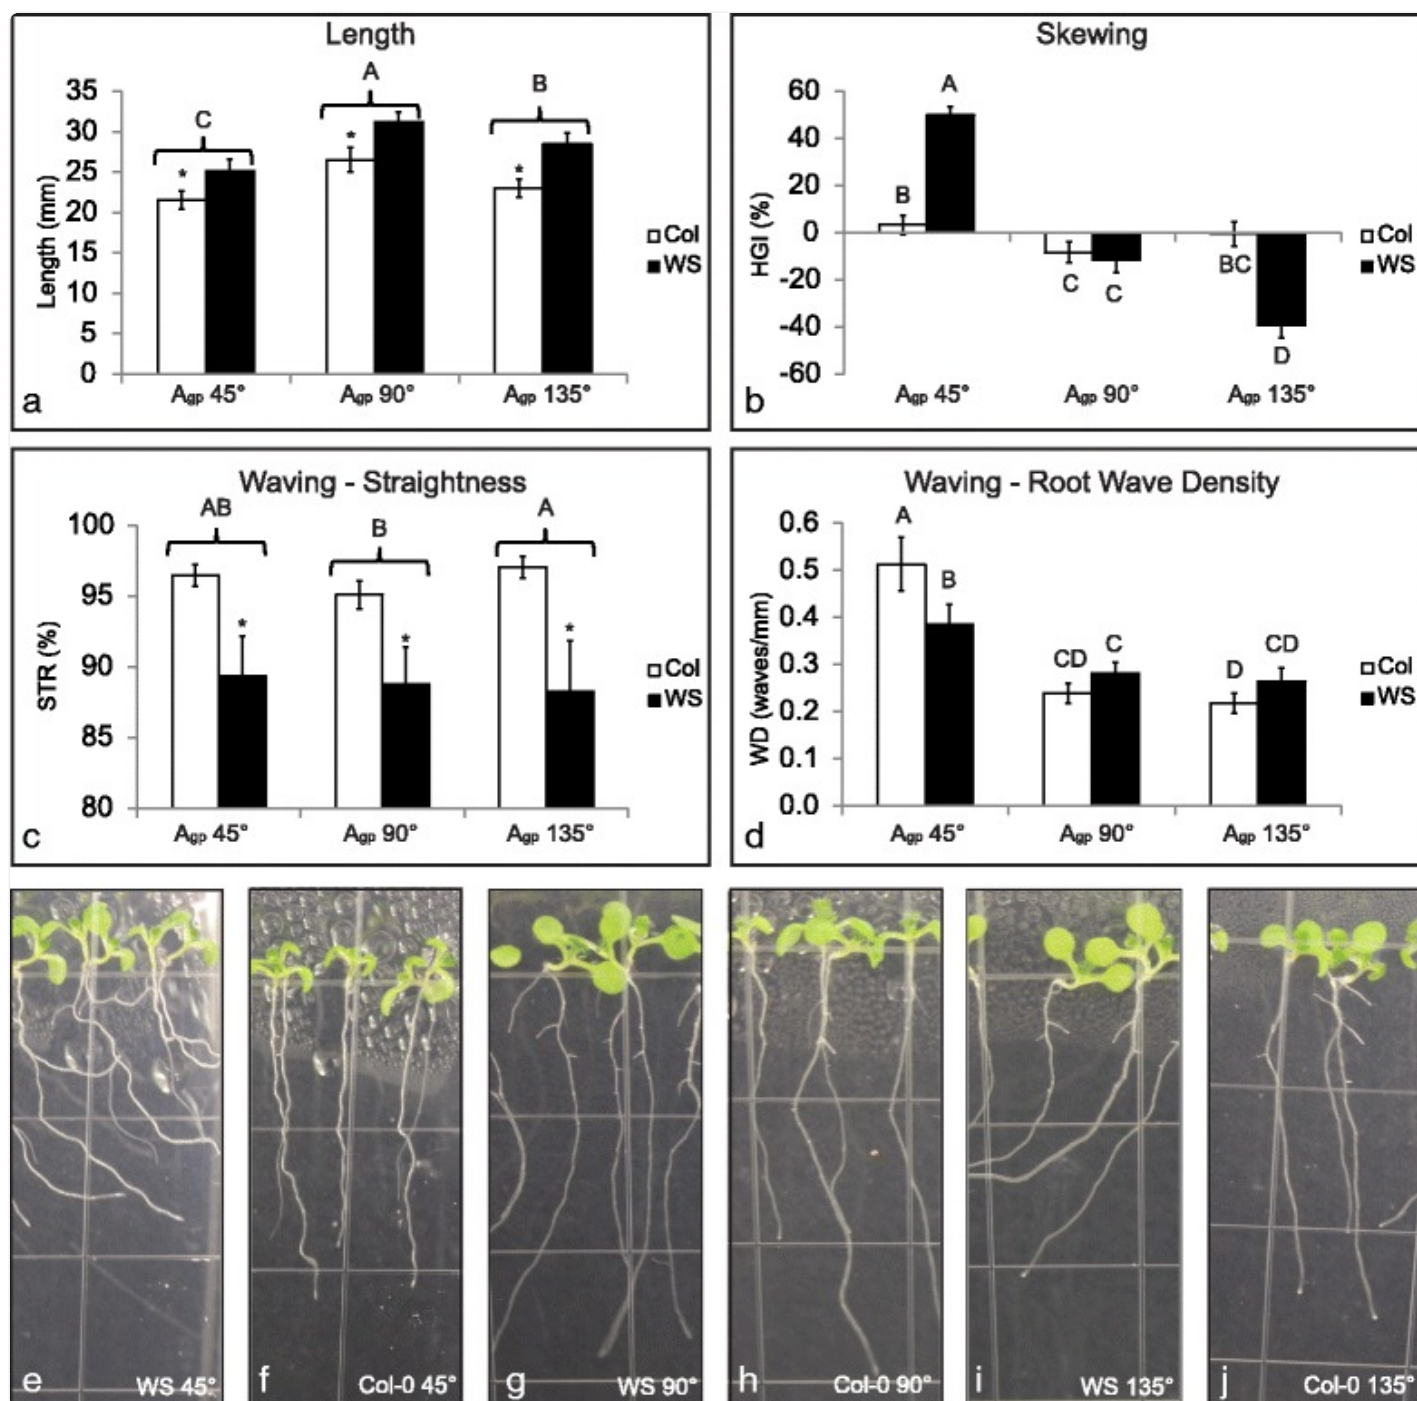 Length
Length (mm)
35
30
25
20
15
10
5
0
C
A
B
*
*
*
Agp 45°
Agp 90°
Agp 135°
Col
WS
a
Skewing
HGI (%)
60
40
20
0
-20
-40
-60
B
A
C
C
BC
D
Agp 45°
Agp 90°
Agp 135°
Col
WS
b
Waving - Straightness
STR (%)
100
95
90
85
80
AB
B
A
*
*
*
Agp 45°
Agp 90°
Agp 135°
Col
WS
c
Waving - Root Wave Density
WD (waves/mm)
0.6
0.5
0.4
0.3
0.2
0.1
0.0
A
B
CD
C
D
CD
Agp 45°
Agp 90°
Agp 135°
Col
WS
d
e
WS 45°
f
Col-0 45°
g
WS 90°
h
Col-0 90°
i
WS 135°
j
Col-0 135°